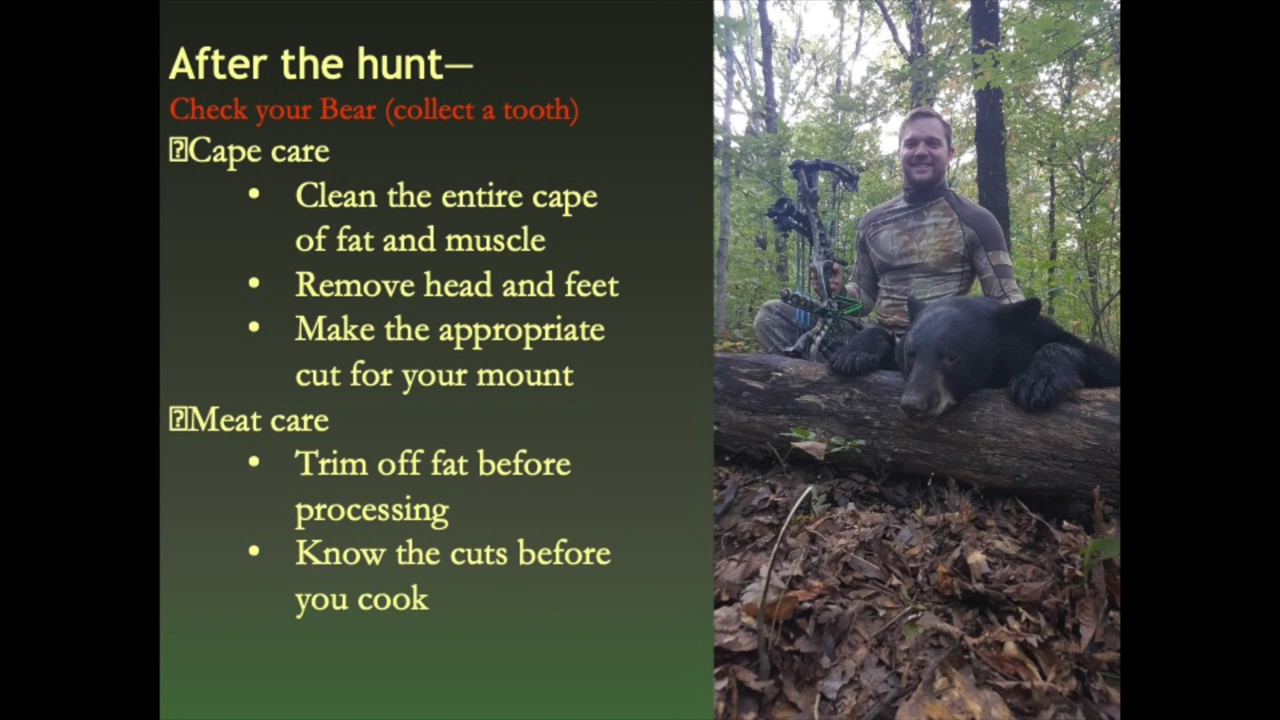 After the hunt—
Check your Bear (collect a tooth)
⍰Cape care
• Clean the entire cape
of fat and muscle
• Remove head and feet
• Make the appropriate
cut for your mount
⍰Meat care
• Trim off fat before
processing
• Know the cuts before
you cook